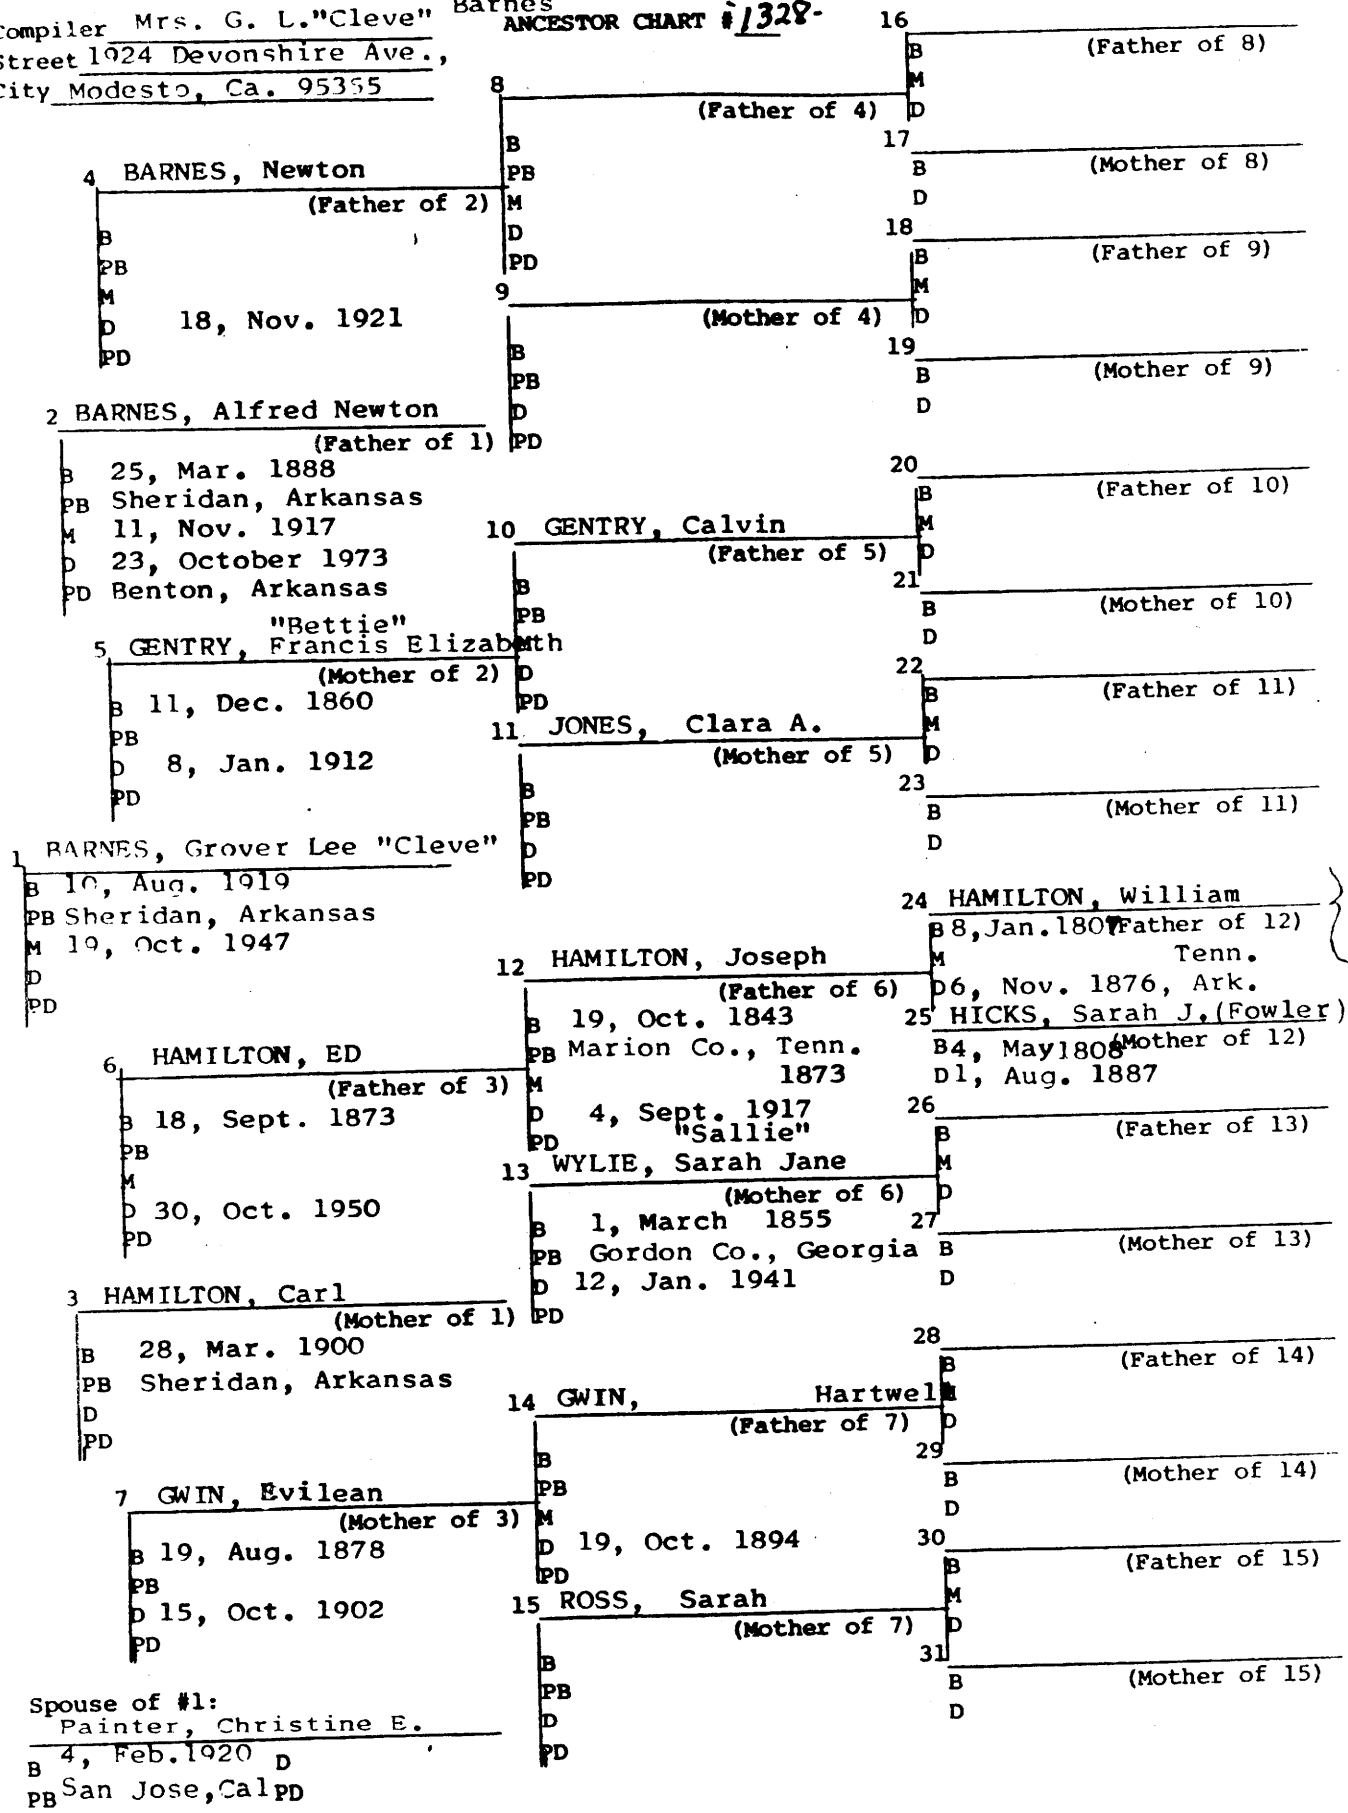 Compiler Mrs. G. L."Cleve" Barnes
Street 1924 Devonshire Ave.,
City Modesto, Ca. 95355
ANCESTOR CHART #1328-
16
B (Father of 8)
M
D
8
(Father of 4)
B
PB
M
D
PD
17
B (Mother of 8)
D
4 BARNES, Newton
(Father of 2)
B
PB
M
D 18, Nov. 1921
PD
18
B (Father of 9)
M
D
9
(Mother of 4)
B
PB
D
PD
19
B (Mother of 9)
D
2 BARNES, Alfred Newton
(Father of 1)
B 25, Mar. 1888
PB Sheridan, Arkansas
M 11, Nov. 1917
D 23, October 1973
PD Benton, Arkansas
20
B (Father of 10)
M
D
10 GENTRY, Calvin
(Father of 5)
B
PB
M
D
PD
21
B (Mother of 10)
D
"Bettie"
5 GENTRY, Francis Elizabeth
(Mother of 2)
B 11, Dec. 1860
PB
D 8, Jan. 1912
PD
22
B (Father of 11)
M
D
11 JONES, Clara A.
(Mother of 5)
B
PB
D
PD
23
B (Mother of 11)
D
1 BARNES, Grover Lee "Cleve"
B 10, Aug. 1919
PB Sheridan, Arkansas
M 19, Oct. 1947
D
PD
24 HAMILTON, William
B 8,Jan.1807 (Father of 12)
M Tenn.
D 6, Nov. 1876, Ark.
12 HAMILTON, Joseph
(Father of 6)
B 19, Oct. 1843
PB Marion Co., Tenn.
M 1873
D 4, Sept. 1917
PD
25 HICKS, Sarah J.(Fowler)
B 4, May 1808 (Mother of 12)
D 1, Aug. 1887
6 HAMILTON, ED
(Father of 3)
B 18, Sept. 1873
PB
M
D 30, Oct. 1950
PD
26
B (Father of 13)
M
D
"Sallie"
13 WYLIE, Sarah Jane
(Mother of 6)
B 1, March 1855
PB Gordon Co., Georgia
D 12, Jan. 1941
PD
27
B (Mother of 13)
D
3 HAMILTON, Carl
(Mother of 1)
B 28, Mar. 1900
PB Sheridan, Arkansas
D
PD
28
B (Father of 14)
M
D
14 GWIN, Hartwell
(Father of 7)
B
PB
M
D 19, Oct. 1894
PD
29
B (Mother of 14)
D
7 GWIN, Evilean
(Mother of 3)
B 19, Aug. 1878
PB
D 15, Oct. 1902
PD
30
B (Father of 15)
M
D
15 ROSS, Sarah
(Mother of 7)
B
PB
D
PD
31
B (Mother of 15)
D
Spouse of #1:
Painter, Christine E.
B 4, Feb.1920 D
PB San Jose,Cal PD